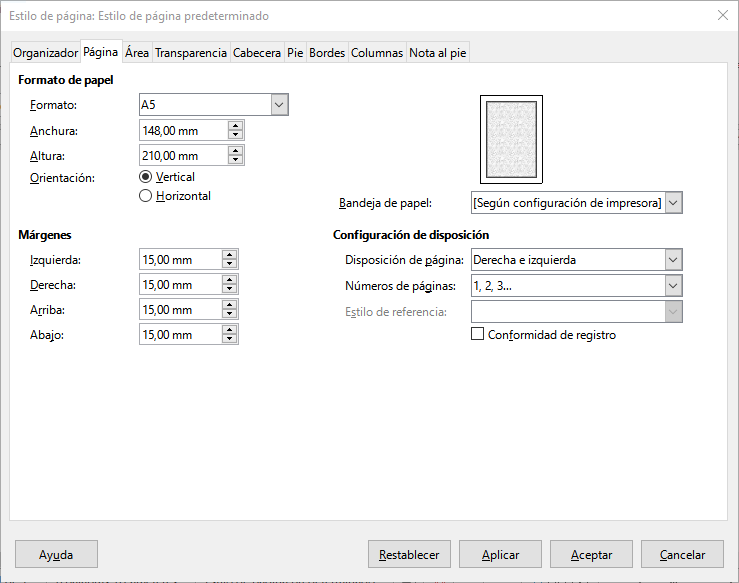 Estilo de página: Estilo de página predeterminado
Organizador Página Área Transparencia Cabecera Pie Bordes Columnas Nota al pie
Formato de papel
Formato: A5
Anchura: 148,00 mm
Altura: 210,00 mm
Orientación: Vertical
Horizontal
Bandeja de papel: [Según configuración de impresora]
Márgenes
Izquierda: 15,00 mm
Derecha: 15,00 mm
Arriba: 15,00 mm
Abajo: 15,00 mm
Configuración de disposición
Disposición de página: Derecha e izquierda
Números de páginas: 1, 2, 3...
Estilo de referencia:
Conformidad de registro
Ayuda Restablecer Aplicar Aceptar Cancelar